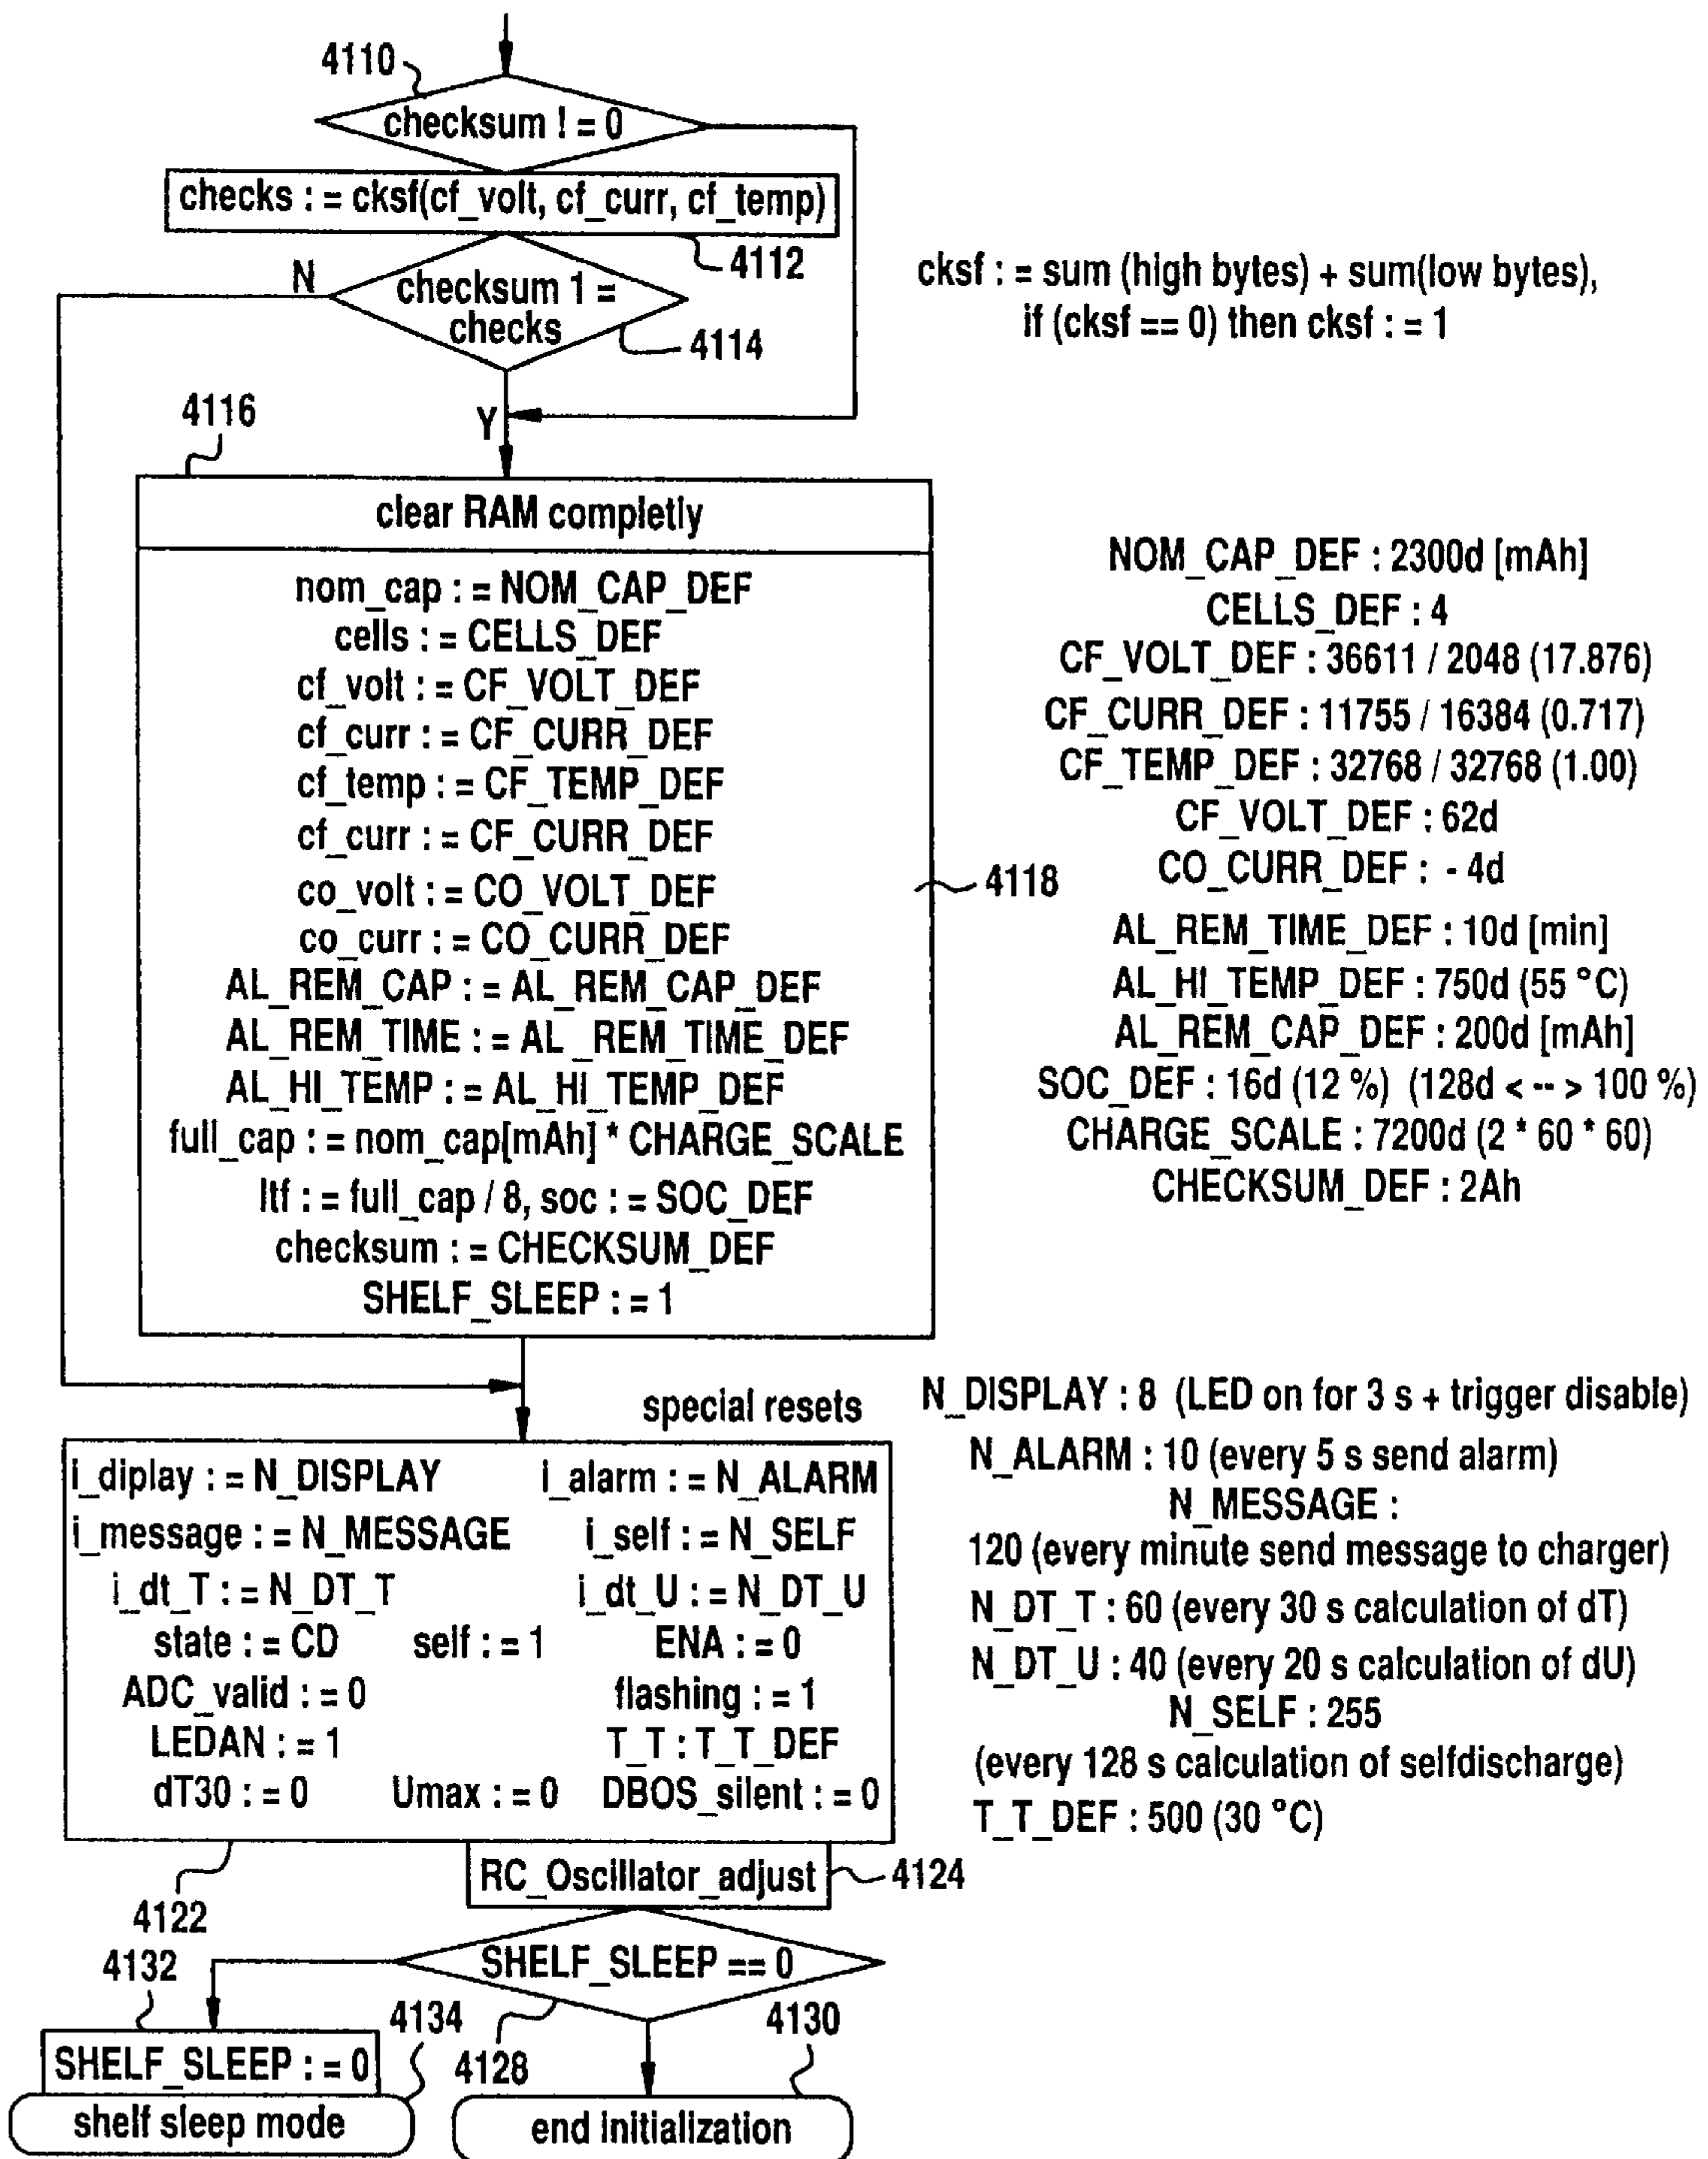 4110
checksum ! = 0
checks : = cksf(cf_volt, cf_curr, cf_temp)
4112
N
checksum 1 =
checks
4114
cksf : = sum (high bytes) + sum(low bytes),
if (cksf == 0) then cksf : = 1
4116
Y
clear RAM completly
nom_cap : = NOM_CAP_DEF
cells : = CELLS_DEF
cf_volt : = CF_VOLT_DEF
cf_curr : = CF_CURR_DEF
cf_temp : = CF_TEMP_DEF
cf_curr : = CF_CURR_DEF
co_volt : = CO_VOLT_DEF
co_curr : = CO_CURR_DEF
AL_REM_CAP : = AL_REM_CAP_DEF
AL_REM_TIME : = AL _REM_TIME_DEF
AL_HI_TEMP : = AL_HI_TEMP_DEF
full_cap : = nom_cap[mAh] * CHARGE_SCALE
ltf : = full_cap / 8, soc : = SOC_DEF
checksum : = CHECKSUM_DEF
SHELF_SLEEP : = 1
4118
NOM_CAP_DEF : 2300d [mAh]
CELLS_DEF : 4
CF_VOLT_DEF : 36611 / 2048 (17.876)
CF_CURR_DEF : 11755 / 16384 (0.717)
CF_TEMP_DEF : 32768 / 32768 (1.00)
CF_VOLT_DEF : 62d
CO_CURR_DEF : - 4d
AL_REM_TIME_DEF : 10d [min]
AL_HI_TEMP_DEF : 750d (55 °C)
AL_REM_CAP_DEF : 200d [mAh]
SOC_DEF : 16d (12 %) (128d < -- > 100 %)
CHARGE_SCALE : 7200d (2 * 60 * 60)
CHECKSUM_DEF : 2Ah
special resets
i_diplay : = N_DISPLAY i_alarm : = N_ALARM
i_message : = N_MESSAGE i_self : = N_SELF
i_dt_T : = N_DT_T i_dt_U : = N_DT_U
state : = CD self : = 1 ENA : = 0
ADC_valid : = 0 flashing : = 1
LEDAN : = 1 T_T : T_T_DEF
dT30 : = 0 Umax : = 0 DBOS_silent : = 0
N_DISPLAY : 8 (LED on for 3 s + trigger disable)
N_ALARM : 10 (every 5 s send alarm)
N_MESSAGE :
120 (every minute send message to charger)
N_DT_T : 60 (every 30 s calculation of dT)
N_DT_U : 40 (every 20 s calculation of dU)
N_SELF : 255
(every 128 s calculation of selfdischarge)
T_T_DEF : 500 (30 °C)
4122
RC_Oscillator_adjust
4124
SHELF_SLEEP == 0
4128
4132
SHELF_SLEEP : = 0
4134
shelf sleep mode
4130
end initialization